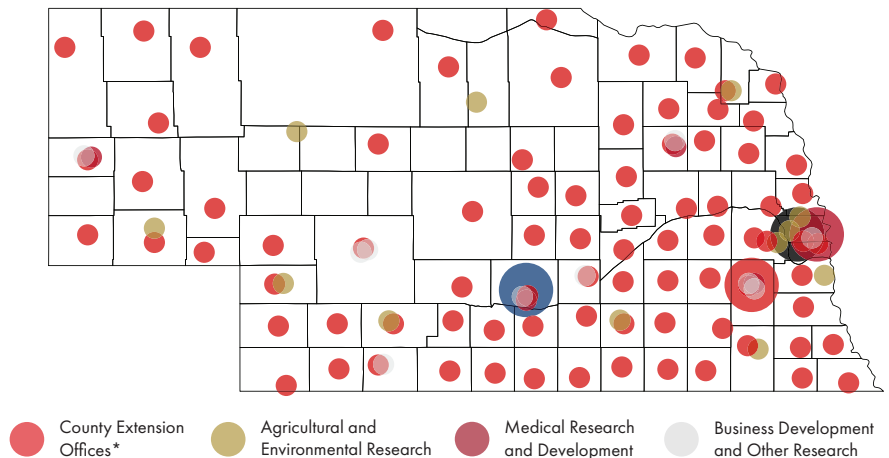 County Extension
Offices*
Agricultural and
Environmental Research
Medical Research
and Development
Business Development
and Other Research